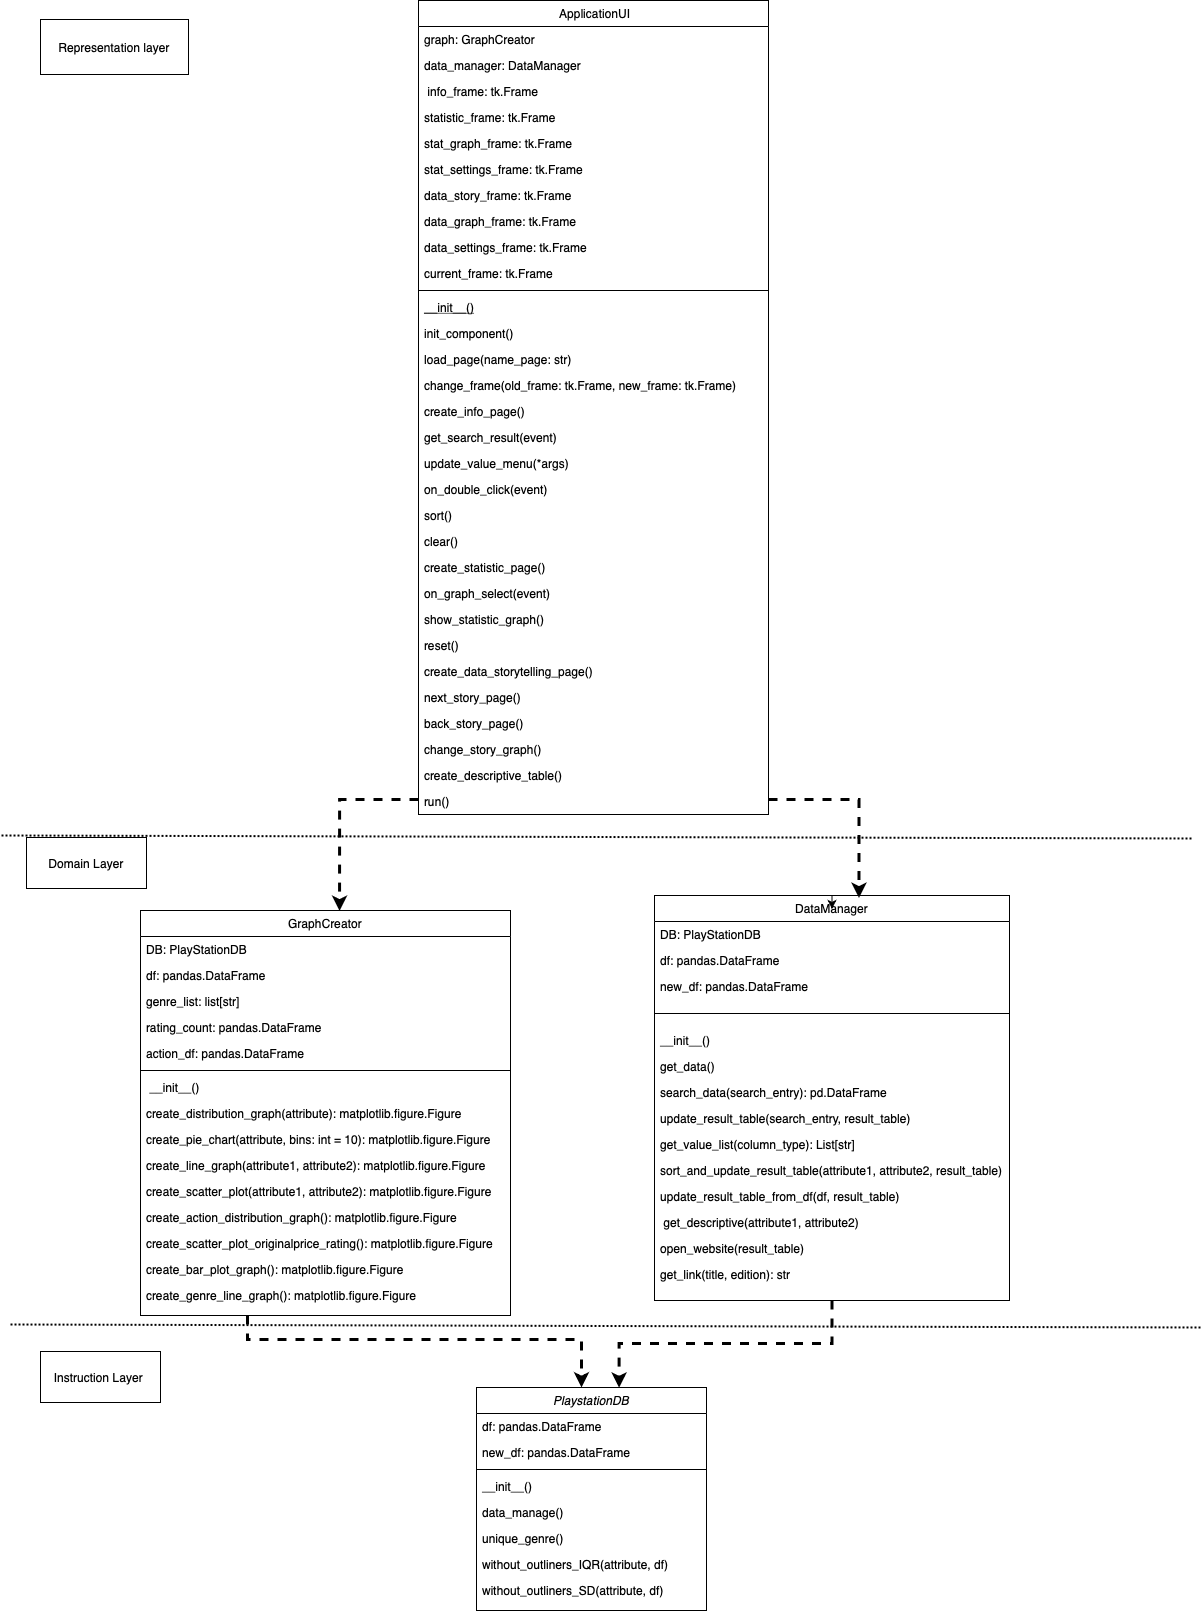 Representation layer
ApplicationUI
graph: GraphCreator
data_manager: DataManager
info_frame: tk.Frame
statistic_frame: tk.Frame
stat_graph_frame: tk.Frame
stat_settings_frame: tk.Frame
data_story_frame: tk.Frame
data_graph_frame: tk.Frame
data_settings_frame: tk.Frame
current_frame: tk.Frame
__init__()
init_component()
load_page(name_page: str)
change_frame(old_frame: tk.Frame, new_frame: tk.Frame)
create_info_page()
get_search_result(event)
update_value_menu(*args)
on_double_click(event)
sort()
clear()
create_statistic_page()
on_graph_select(event)
show_statistic_graph()
reset()
create_data_storytelling_page()
next_story_page()
back_story_page()
change_story_graph()
create_descriptive_table()
run()
Domain Layer
GraphCreator
DB: PlayStationDB
df: pandas.DataFrame
genre_list: list[str]
rating_count: pandas.DataFrame
action_df: pandas.DataFrame
__init__()
create_distribution_graph(attribute): matplotlib.figure.Figure
create_pie_chart(attribute, bins: int = 10): matplotlib.figure.Figure
create_line_graph(attribute1, attribute2): matplotlib.figure.Figure
create_scatter_plot(attribute1, attribute2): matplotlib.figure.Figure
create_action_distribution_graph(): matplotlib.figure.Figure
create_scatter_plot_originalprice_rating(): matplotlib.figure.Figure
create_bar_plot_graph(): matplotlib.figure.Figure
create_genre_line_graph(): matplotlib.figure.Figure
DataManager
DB: PlayStationDB
df: pandas.DataFrame
new_df: pandas.DataFrame
__init__()
get_data()
search_data(search_entry): pd.DataFrame
update_result_table(search_entry, result_table)
get_value_list(column_type): List[str]
sort_and_update_result_table(attribute1, attribute2, result_table)
update_result_table_from_df(df, result_table)
get_descriptive(attribute1, attribute2)
open_website(result_table)
get_link(title, edition): str
Instruction Layer
PlaystationDB
df: pandas.DataFrame
new_df: pandas.DataFrame
__init__()
data_manage()
unique_genre()
without_outliners_IQR(attribute, df)
without_outliners_SD(attribute, df)